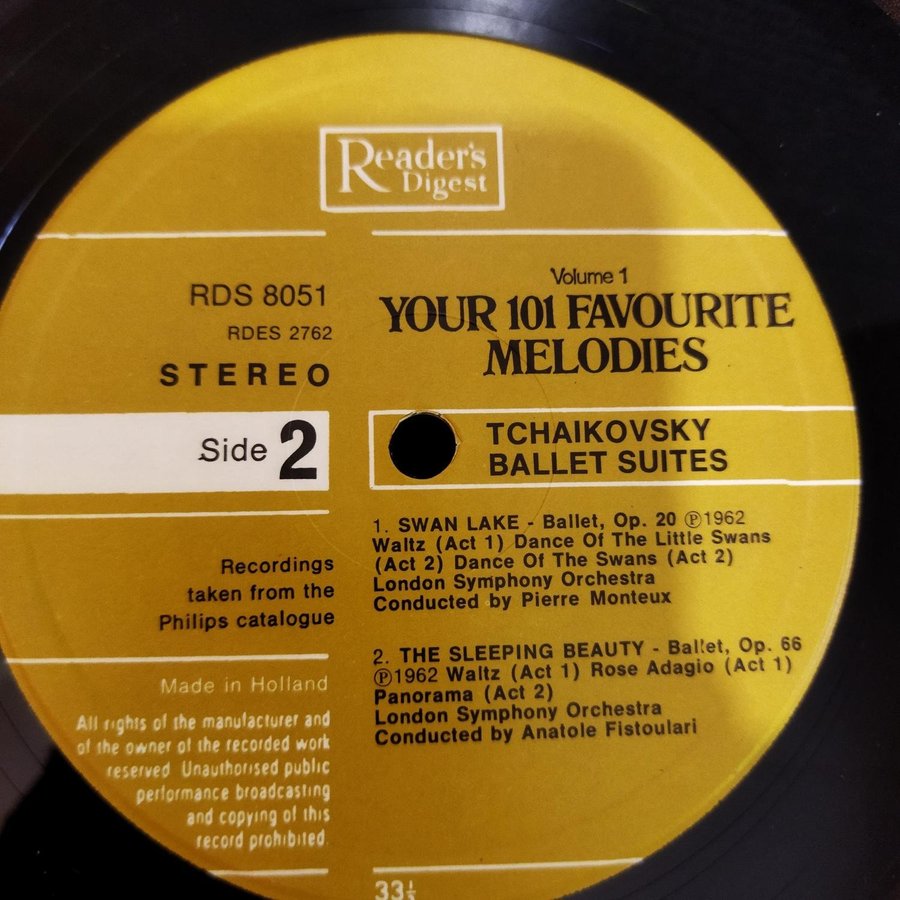 Reader's
Digest
RDS 8051
RDES 2762
STEREO
Side 2
Recordings
taken from the
Philips catalogue
Made in Holland
All rights of the manufacturer and
of the owner of the recorded work
reserved. Unauthorised public
performance broadcasting
and copying of this
record prohibited.
Volume 1
YOUR 101 FAVOURITE
MELODIES
TCHAIKOVSKY
BALLET SUITES
1. SWAN LAKE - Ballet, Op. 20 ℗1962
Waltz (Act 1) Dance Of The Little Swans
(Act 2) Dance Of The Swans (Act 2)
London Symphony Orchestra
Conducted by Pierre Monteux
2. THE SLEEPING BEAUTY - Ballet, Op. 66
℗1962 Waltz (Act 1) Rose Adagio (Act 1)
Panorama (Act 2)
London Symphony Orchestra
Conducted by Anatole Fistoulari
33⅓